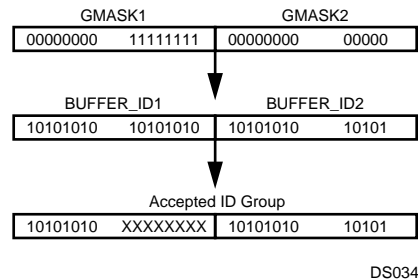 GMASK1 GMASK2
00000000 11111111 00000000 00000
BUFFER_ID1 BUFFER_ID2
10101010 10101010 10101010 10101
Accepted ID Group
10101010 XXXXXXXX 10101010 10101
DS034